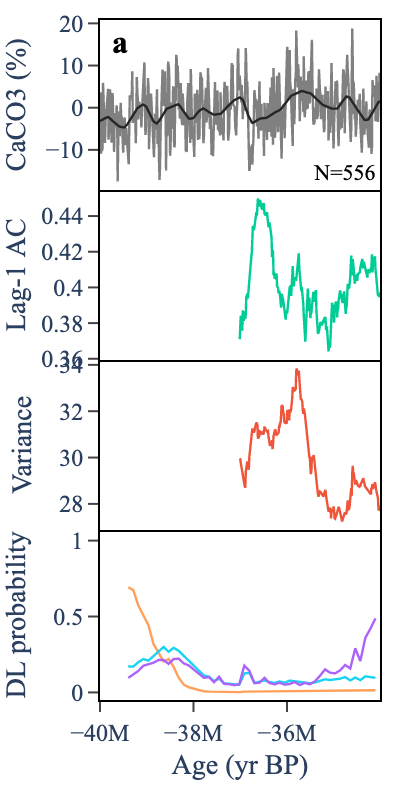 a
CaCO3 (%)
20
10
0
−10
N=556
Lag-1 AC
0.44
0.42
0.4
0.38
0.36
Variance
34
32
30
28
DL probability
1
0.5
0
−40M −38M −36M
Age (yr BP)